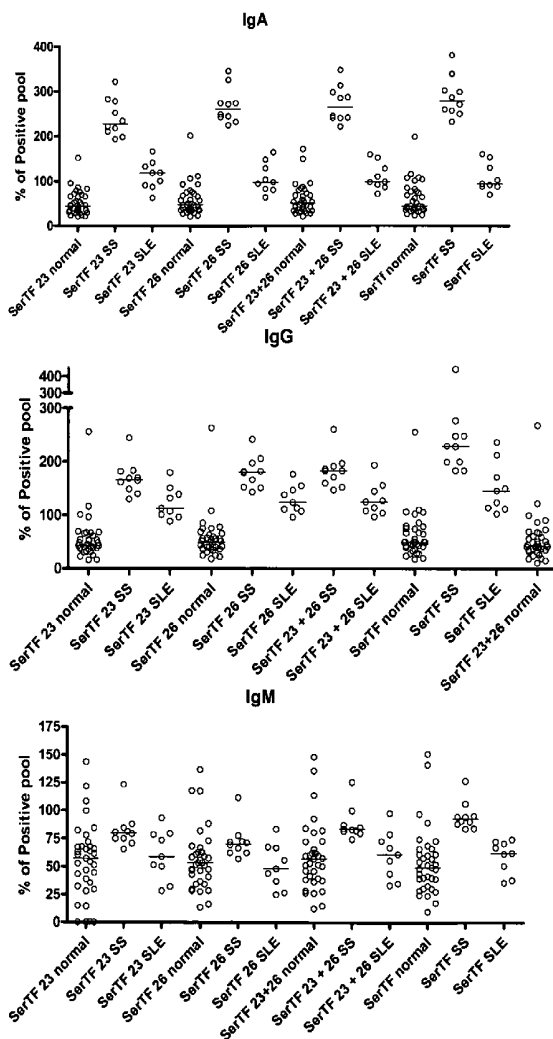 IgA
% of Positive pool
400
300
200
100
0
SerTF 23 normal
SerTF 23 SS
SerTF 23 SLE
SerTF 26 normal
SerTF 26 SS
SerTF 26 SLE
SerTF 23+26 normal
SerTF 23 + 26 SS
SerTF 23 + 26 SLE
SerTf normal
SerTF SS
SerTF SLE
IgG
% of Positive pool
400
300
300
200
100
0
SerTF 23 normal
SerTF 23 SS
SerTF 23 SLE
SerTF 26 normal
SerTF 26 SS
SerTF 26 SLE
SerTF 23 + 26 SS
SerTF 23 + 26 SLE
SerTF normal
SerTF SS
SerTF SLE
SerTF 23+26 normal
IgM
% of Positive pool
175
150
125
100
75
50
25
0
SerTF 23 normal
SerTF 23 SS
SerTF 23 SLE
SerTF 26 normal
SerTF 26 SS
SerTF 26 SLE
SerTF 23+26 normal
SerTF 23 + 26 SS
SerTF 23 + 26 SLE
SerTF normal
SerTF SS
SerTF SLE